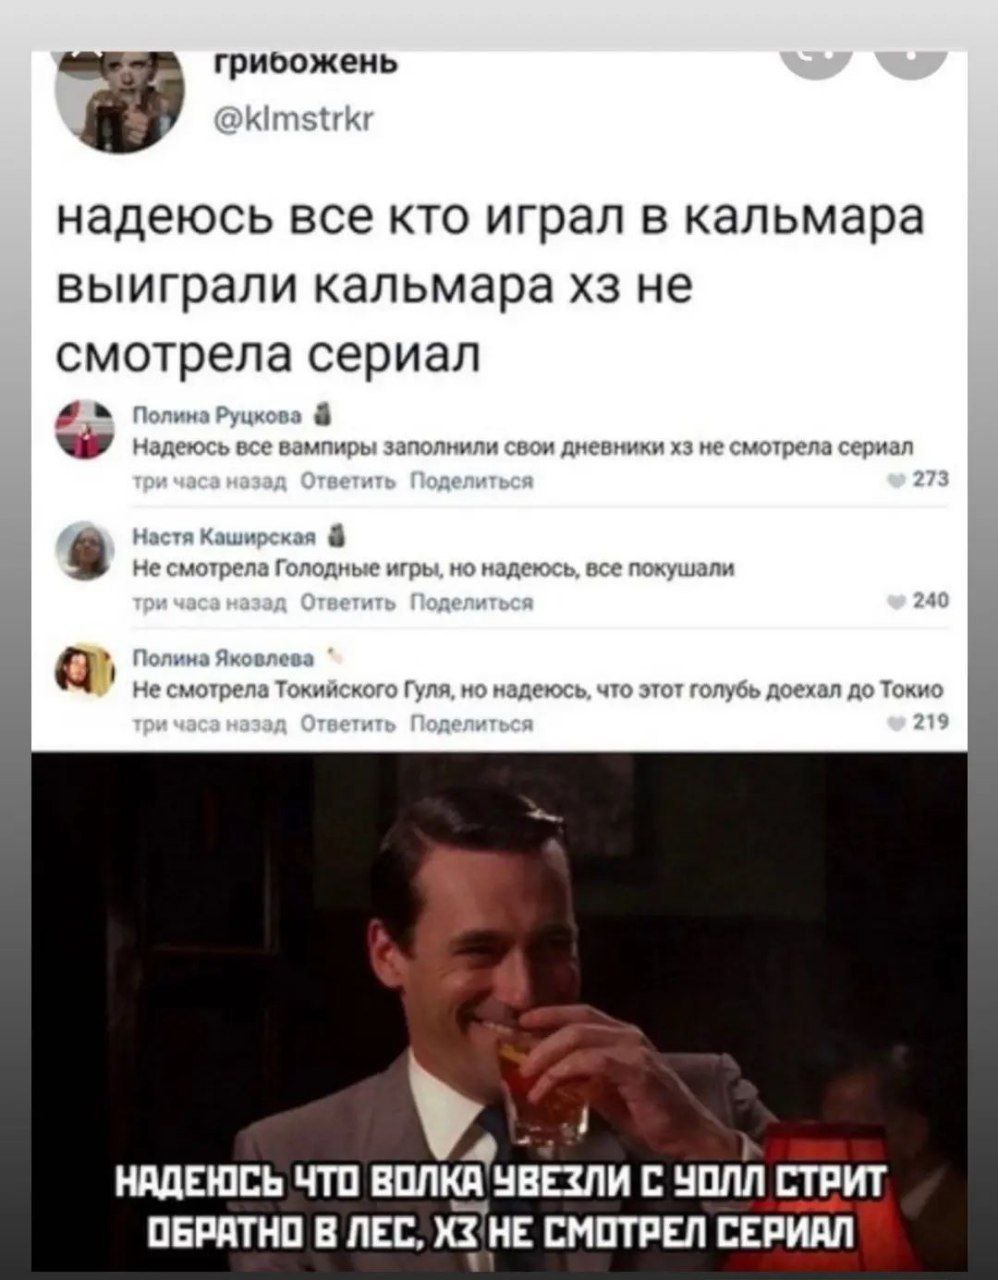 грибожень
@klmstrkr
надеюсь все кто играл в кальмара
выиграли кальмара хз не
смотрела сериал
Полина Руцкова
Надеюсь все вампиры заполнили свои дневники хз не смотрела сериал
три часа назад Ответить Поделиться 273
Настя Каширская
Не смотрела Голодные игры, но надеюсь, все покушали
три часа назад Ответить Поделиться 240
Полина Яковлева
Не смотрела Токийского Гуля, но надеюсь, что этот голубь доехал до Токио
три часа назад Ответить Поделиться 219
НАДЕЮСЬ ЧТО ВОЛКА УВЕЗЛИ С УОЛЛ СТРИТ
ОБРАТНО В ЛЕС, ХЗ НЕ СМОТРЕЛ СЕРИАЛ